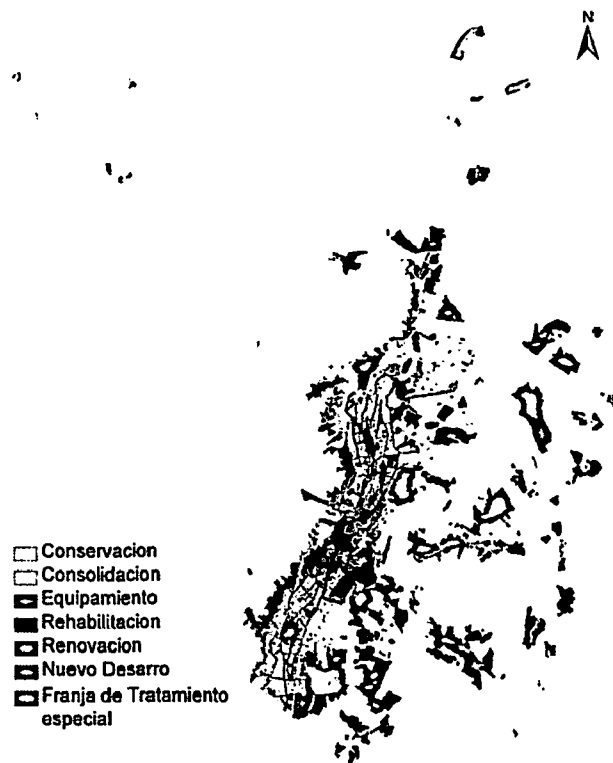 N
Conservacion
Consolidacion
Equipamiento
Rehabilitacion
Renovacion
Nuevo Desarro
Franja de Tratamiento
especial